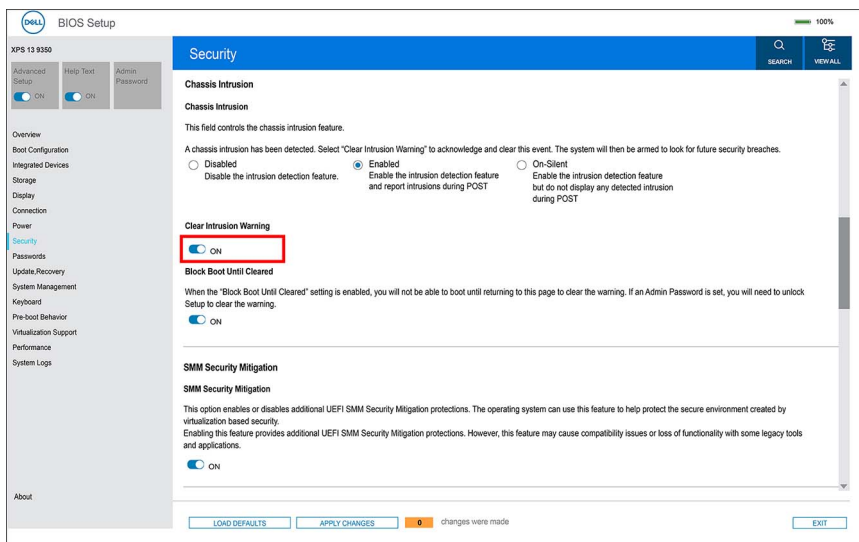 DELL
BIOS Setup
100%
XPS 13 9350
Security
SEARCH
VIEW ALL
Advanced
Setup
ON
Help Text
ON
Admin
Password
Overview
Boot Configuration
Integrated Devices
Storage
Display
Connection
Power
Security
Passwords
Update,Recovery
System Management
Keyboard
Pre-boot Behavior
Virtualization Support
Performance
System Logs
About
Chassis Intrusion
Chassis Intrusion
This field controls the chassis intrusion feature.
A chassis intrusion has been detected. Select "Clear Intrusion Warning" to acknowledge and clear this event. The system will then be armed to look for future security breaches.
Disabled
Disable the intrusion detection feature.
Enabled
Enable the intrusion detection feature
and report intrusions during POST
On-Silent
Enable the intrusion detection feature
but do not display any detected intrusion
during POST
Clear Intrusion Warning
ON
Block Boot Until Cleared
When the "Block Boot Until Cleared" setting is enabled, you will not be able to boot until returning to this page to clear the warning. If an Admin Password is set, you will need to unlock
Setup to clear the warning.
ON
SMM Security Mitigation
SMM Security Mitigation
This option enables or disables additional UEFI SMM Security Mitigation protections. The operating system can use this feature to help protect the secure environment created by
virtualization based security.
Enabling this feature provides additional UEFI SMM Security Mitigation protections. However, this feature may cause compatibility issues or loss of functionality with some legacy tools
and applications.
ON
LOAD DEFAULTS
APPLY CHANGES
0
changes were made
EXIT